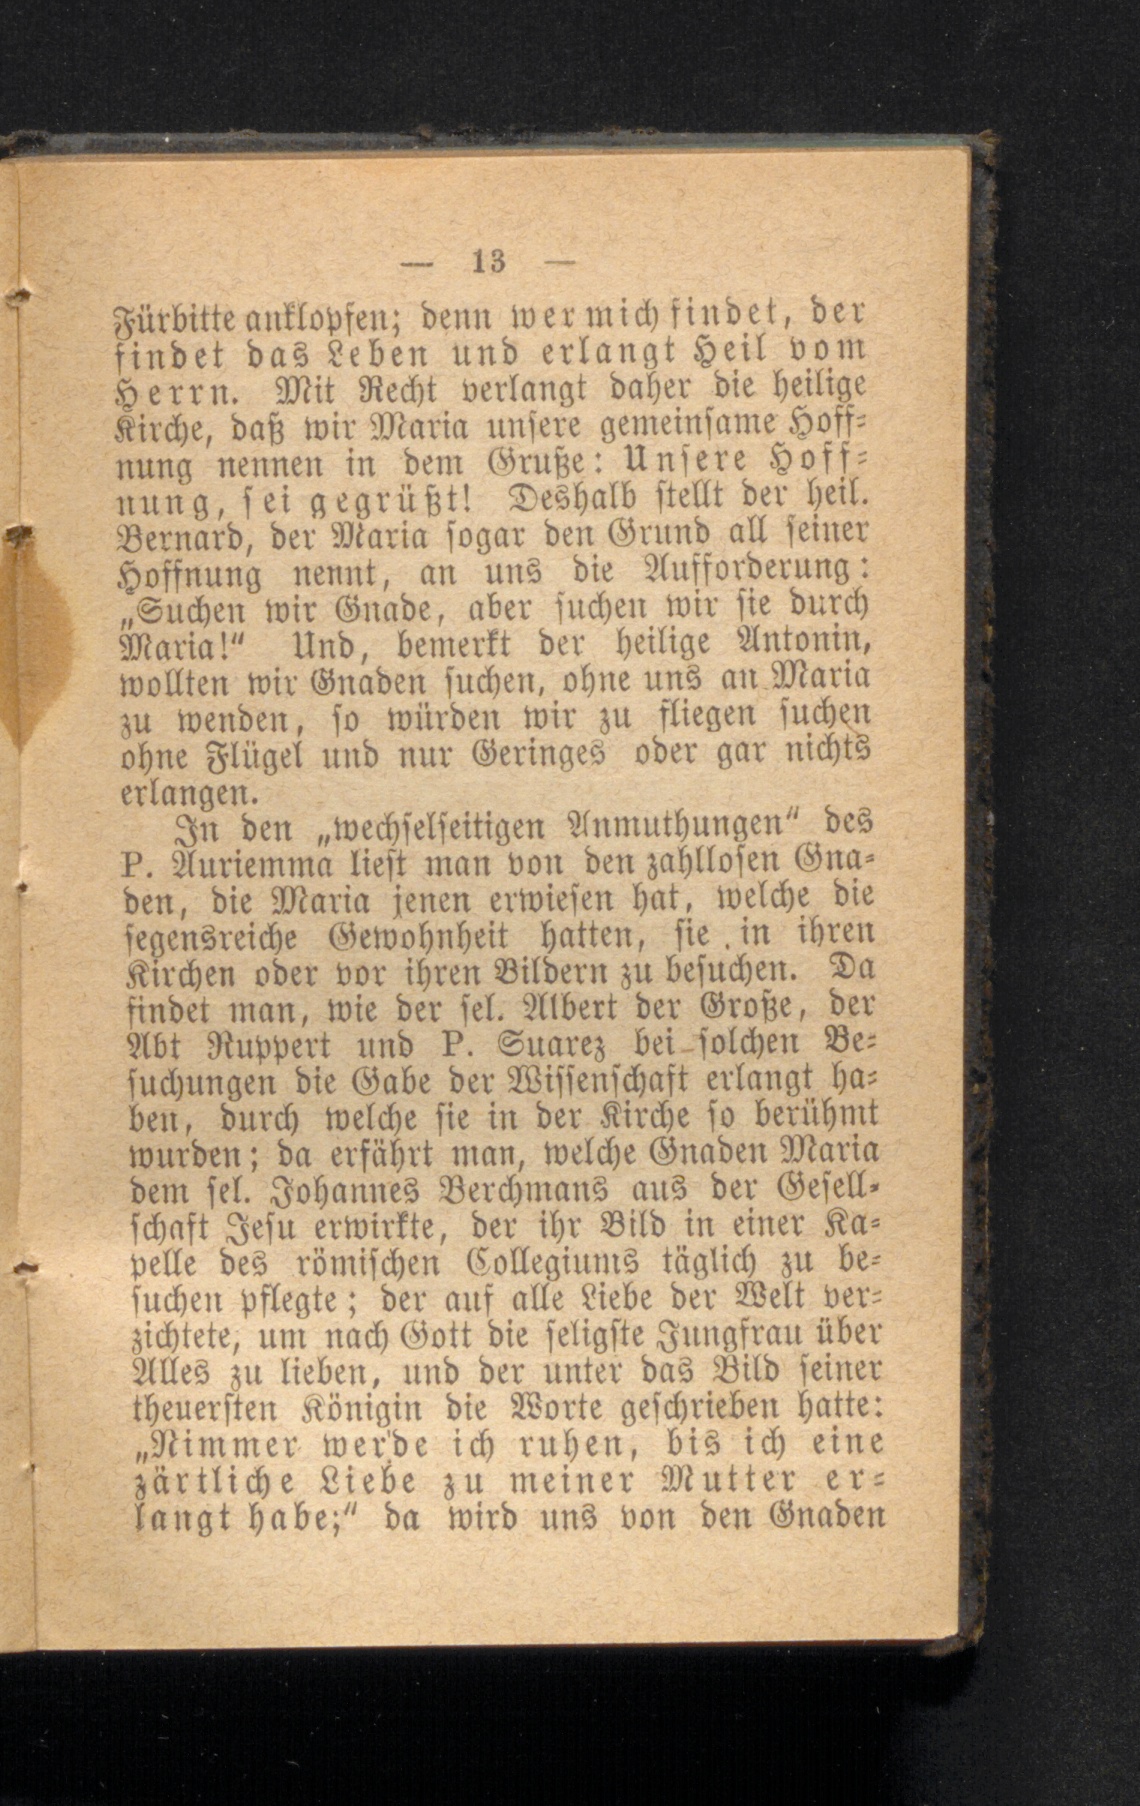 — 13 —
Fürbitte anklopfen; denn wer mich findet, der
findet das Leben und erlangt Heil vom
Herrn. Mit Recht verlangt daher die heilige
Kirche, daß wir Maria unsere gemeinsame Hoff-
nung nennen in dem Gruße: Unsere Hoff-
nung, sei gegrüßt! Deshalb stellt der heil.
Bernard, der Maria sogar den Grund all seiner
Hoffnung nennt, an uns die Aufforderung:
„Suchen wir Gnade, aber suchen wir sie durch
Maria!“ Und, bemerkt der heilige Antonin,
wollten wir Gnaden suchen, ohne uns an Maria
zu wenden, so würden wir zu fliegen suchen
ohne Flügel und nur Geringes oder gar nichts
erlangen.
In den „wechselseitigen Anmuthungen“ des
P. Auriemma liest man von den zahllosen Gna-
den, die Maria jenen erwiesen hat, welche die
segensreiche Gewohnheit hatten, sie in ihren
Kirchen oder vor ihren Bildern zu besuchen. Da
findet man, wie der sel. Albert der Große, der
Abt Ruppert und P. Suarez bei solchen Be-
suchungen die Gabe der Wissenschaft erlangt ha-
ben, durch welche sie in der Kirche so berühmt
wurden; da erfährt man, welche Gnaden Maria
dem sel. Johannes Berchmans aus der Gesell-
schaft Jesu erwirkte, der ihr Bild in einer Ka-
pelle des römischen Collegiums täglich zu be-
suchen pflegte; der auf alle Liebe der Welt ver-
zichtete, um nach Gott die seligste Jungfrau über
Alles zu lieben, und der unter das Bild seiner
theuersten Königin die Worte geschrieben hatte:
„Nimmer werde ich ruhen, bis ich eine
zärtliche Liebe zu meiner Mutter er-
langt habe;“ da wird uns von den Gnaden